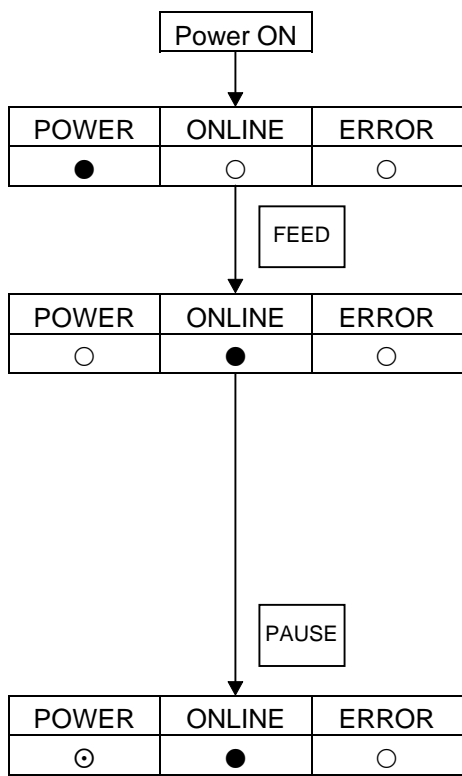 Power ON
POWER ONLINE ERROR
● ○ ○
FEED
POWER ONLINE ERROR
○ ● ○
PAUSE
POWER ONLINE ERROR
⊙ ● ○